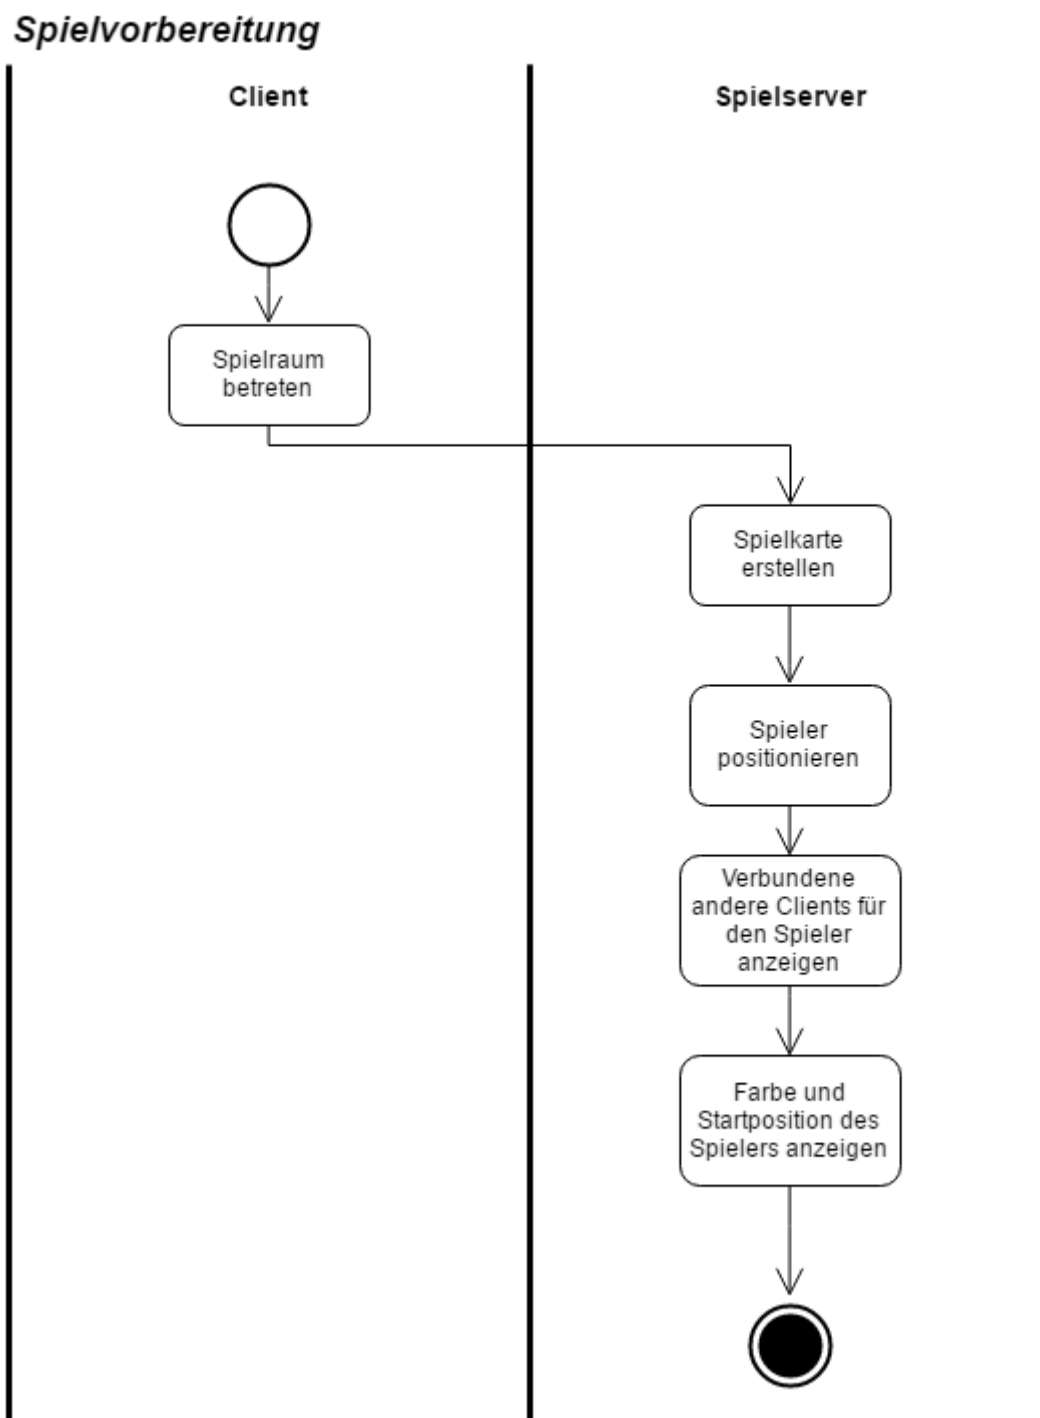 Spielvorbereitung
Client
Spielserver
Spielraum
betreten
Spielkarte
erstellen
Spieler
positionieren
Verbundene
andere Clients für
den Spieler
anzeigen
Farbe und
Startposition des
Spielers anzeigen